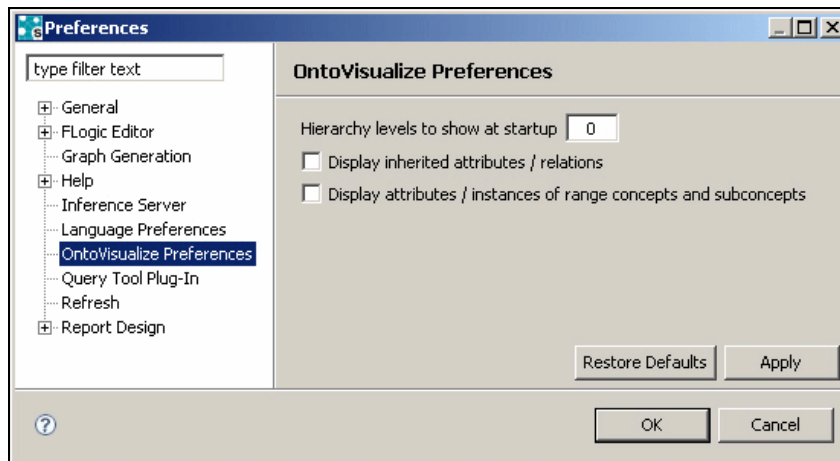 Preferences
type filter text
General
FLogic Editor
Graph Generation
Help
Inference Server
Language Preferences
OntoVisualize Preferences
Query Tool Plug-In
Refresh
Report Design
OntoVisualize Preferences
Hierarchy levels to show at startup 0
Display inherited attributes / relations
Display attributes / instances of range concepts and subconcepts
Restore Defaults Apply
? OK Cancel